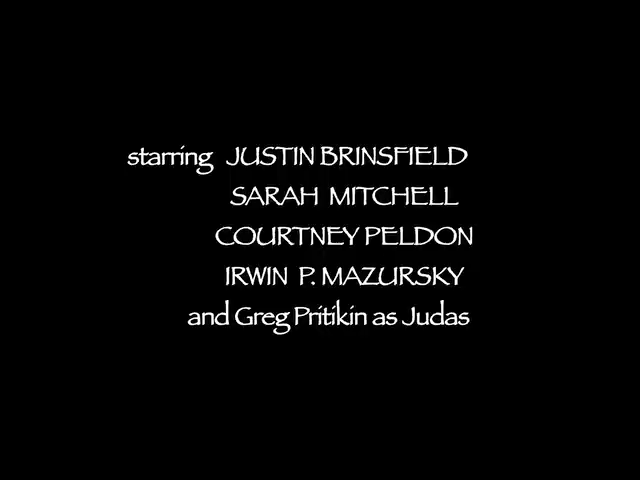 starring JUSTIN BRINSFIELD
SARAH MITCHELL
COURTNEY PELDON
IRWIN P. MAZURSKY
and Greg Pritikin as Judas